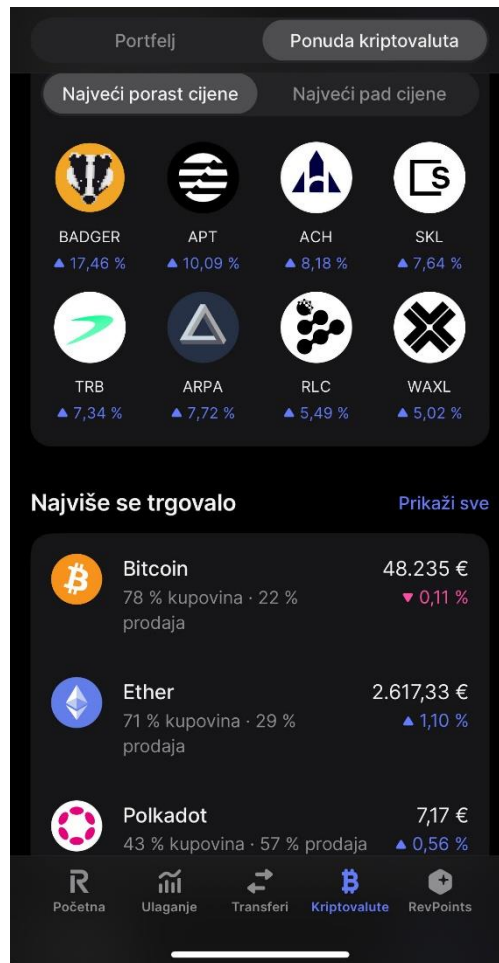 Portfelj Ponuda kriptovaluta
Najveći porast cijene Najveći pad cijene
BADGER APT ACH SKL
▲ 17,46 % ▲ 10,09 % ▲ 8,18 % ▲ 7,64 %
TRB ARPA RLC WAXL
▲ 7,34 % ▲ 7,72 % ▲ 5,49 % ▲ 5,02 %
Najviše se trgovalo Prikaži sve
Bitcoin 48.235 €
78 % kupovina · 22 % ▼ 0,11 %
prodaja
Ether 2.617,33 €
71 % kupovina · 29 % ▲ 1,10 %
prodaja
Polkadot 7,17 €
43 % kupovina · 57 % prodaja ▲ 0,56 %
Početna Ulaganje Transferi Kriptovalute RevPoints